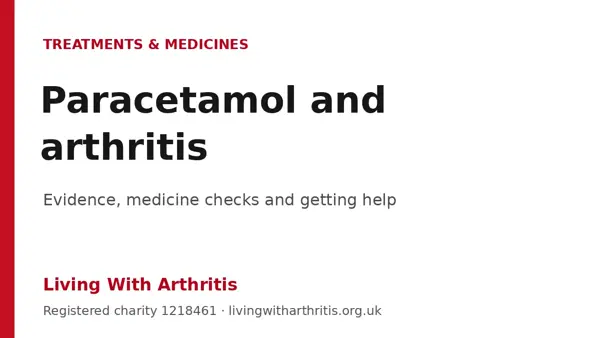 TREATMENTS & MEDICINES
Paracetamol and
arthritis
Evidence, medicine checks and getting help
Living With Arthritis
Registered charity 1218461 · livingwitharthritis.org.uk